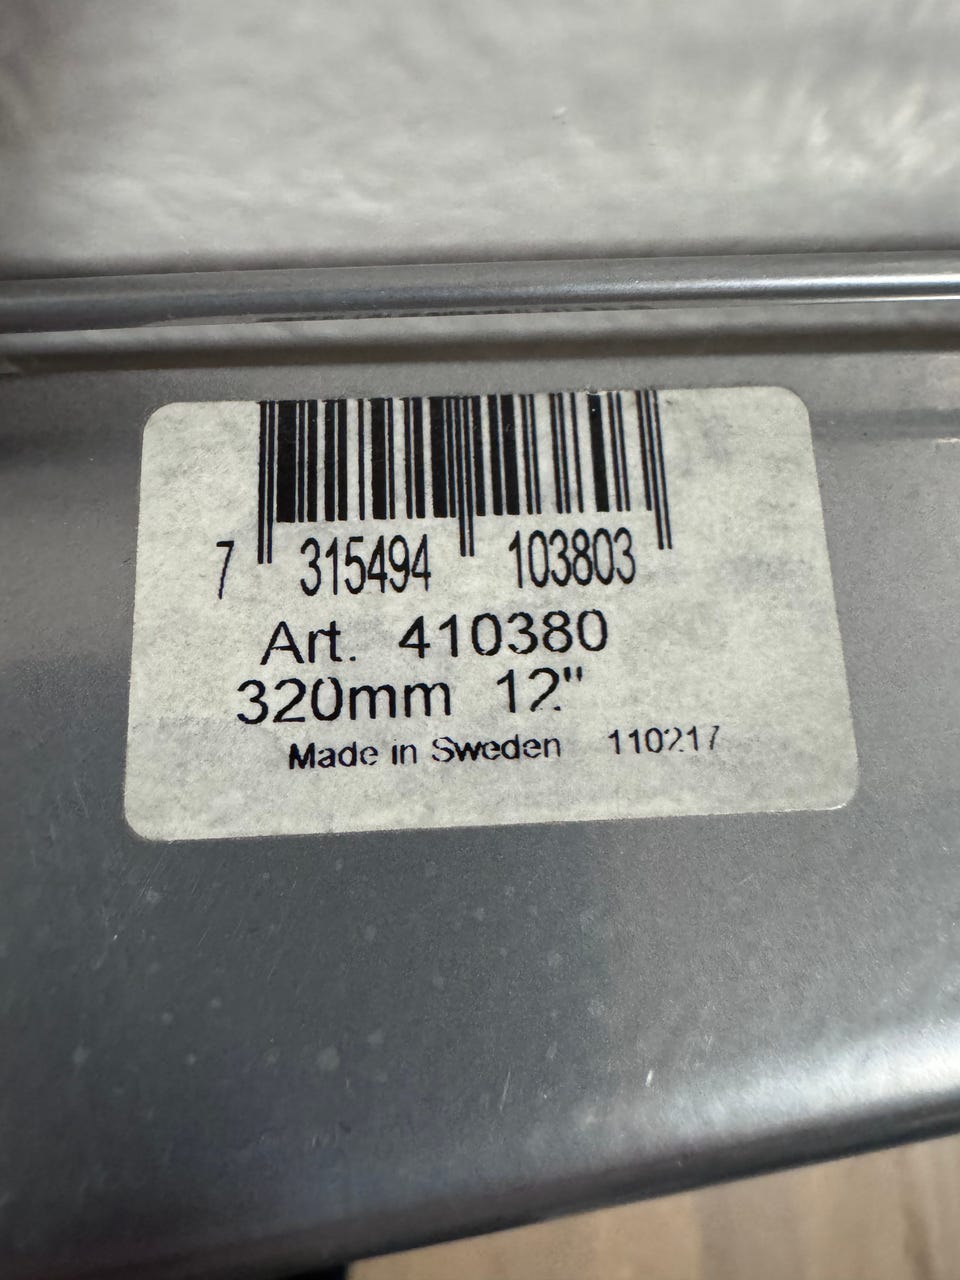 7 315494 103803
Art. 410380
320mm 12"
Made in Sweden 110217